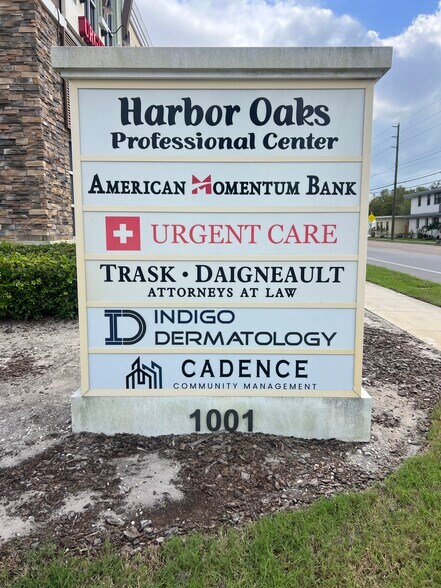 Harbor Oaks
Professional Center
AMERICAN MOMENTUM BANK
URGENT CARE
TRASK • DAIGNEAULT
ATTORNEYS AT LAW
ID INDIGO
DERMATOLOGY
CADENCE
COMMUNITY MANAGEMENT
1001